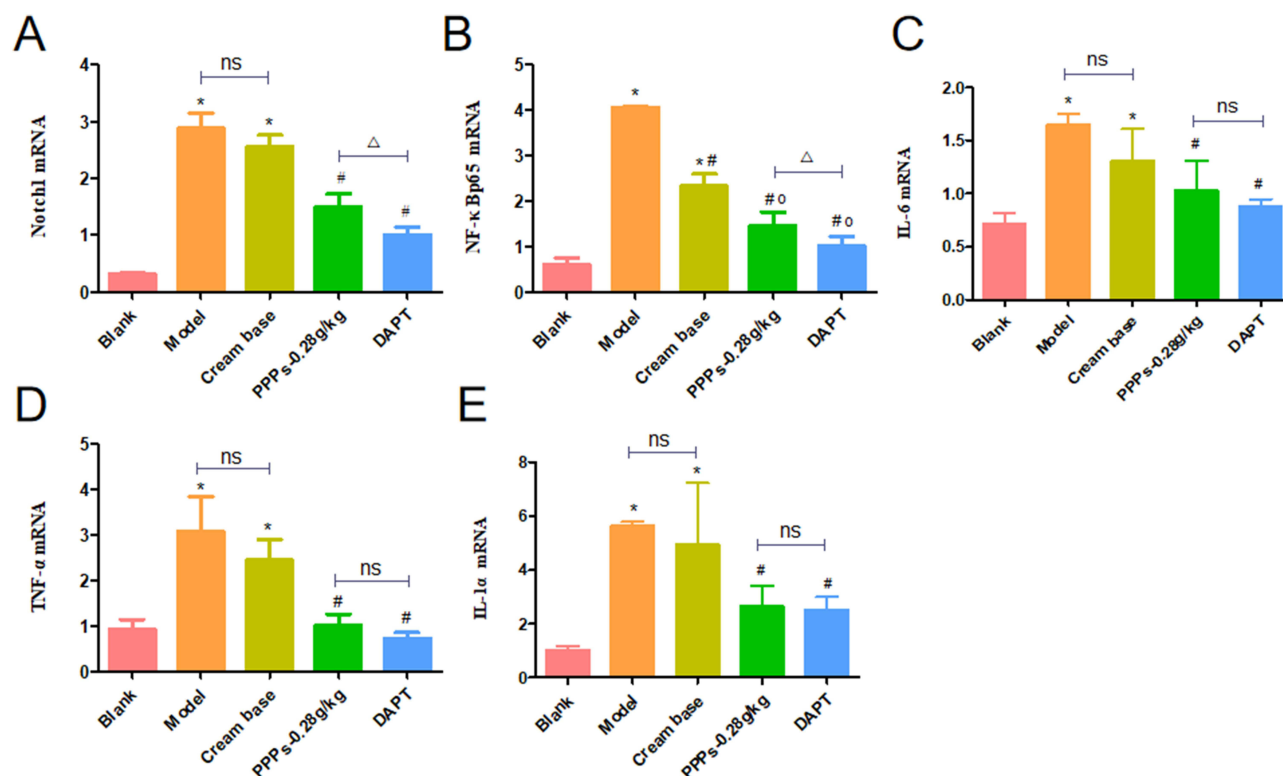 A
Notch1 mRNA
4
3
2
1
0
ns
*
*
#
△
#
Blank
Model
Cream base
PPPs-0.28g/kg
DAPT
B
NF-κ Bp65 mRNA
5
4
3
2
1
0
*
*#
#o
△
#o
Blank
Model
Cream base
PPPs-0.28g/kg
DAPT
C
IL-6 mRNA
2.0
1.5
1.0
0.5
0.0
ns
*
*
ns
#
#
Blank
Model
Cream base
PPPs-0.28g/kg
DAPT
D
TNF-α mRNA
5
4
3
2
1
0
ns
*
*
ns
#
#
Blank
Model
Cream base
PPPs-0.28g/kg
DAPT
E
IL-1α mRNA
8
6
4
2
0
ns
*
*
ns
#
#
Blank
Model
Cream base
PPPs-0.28g/kg
DAPT